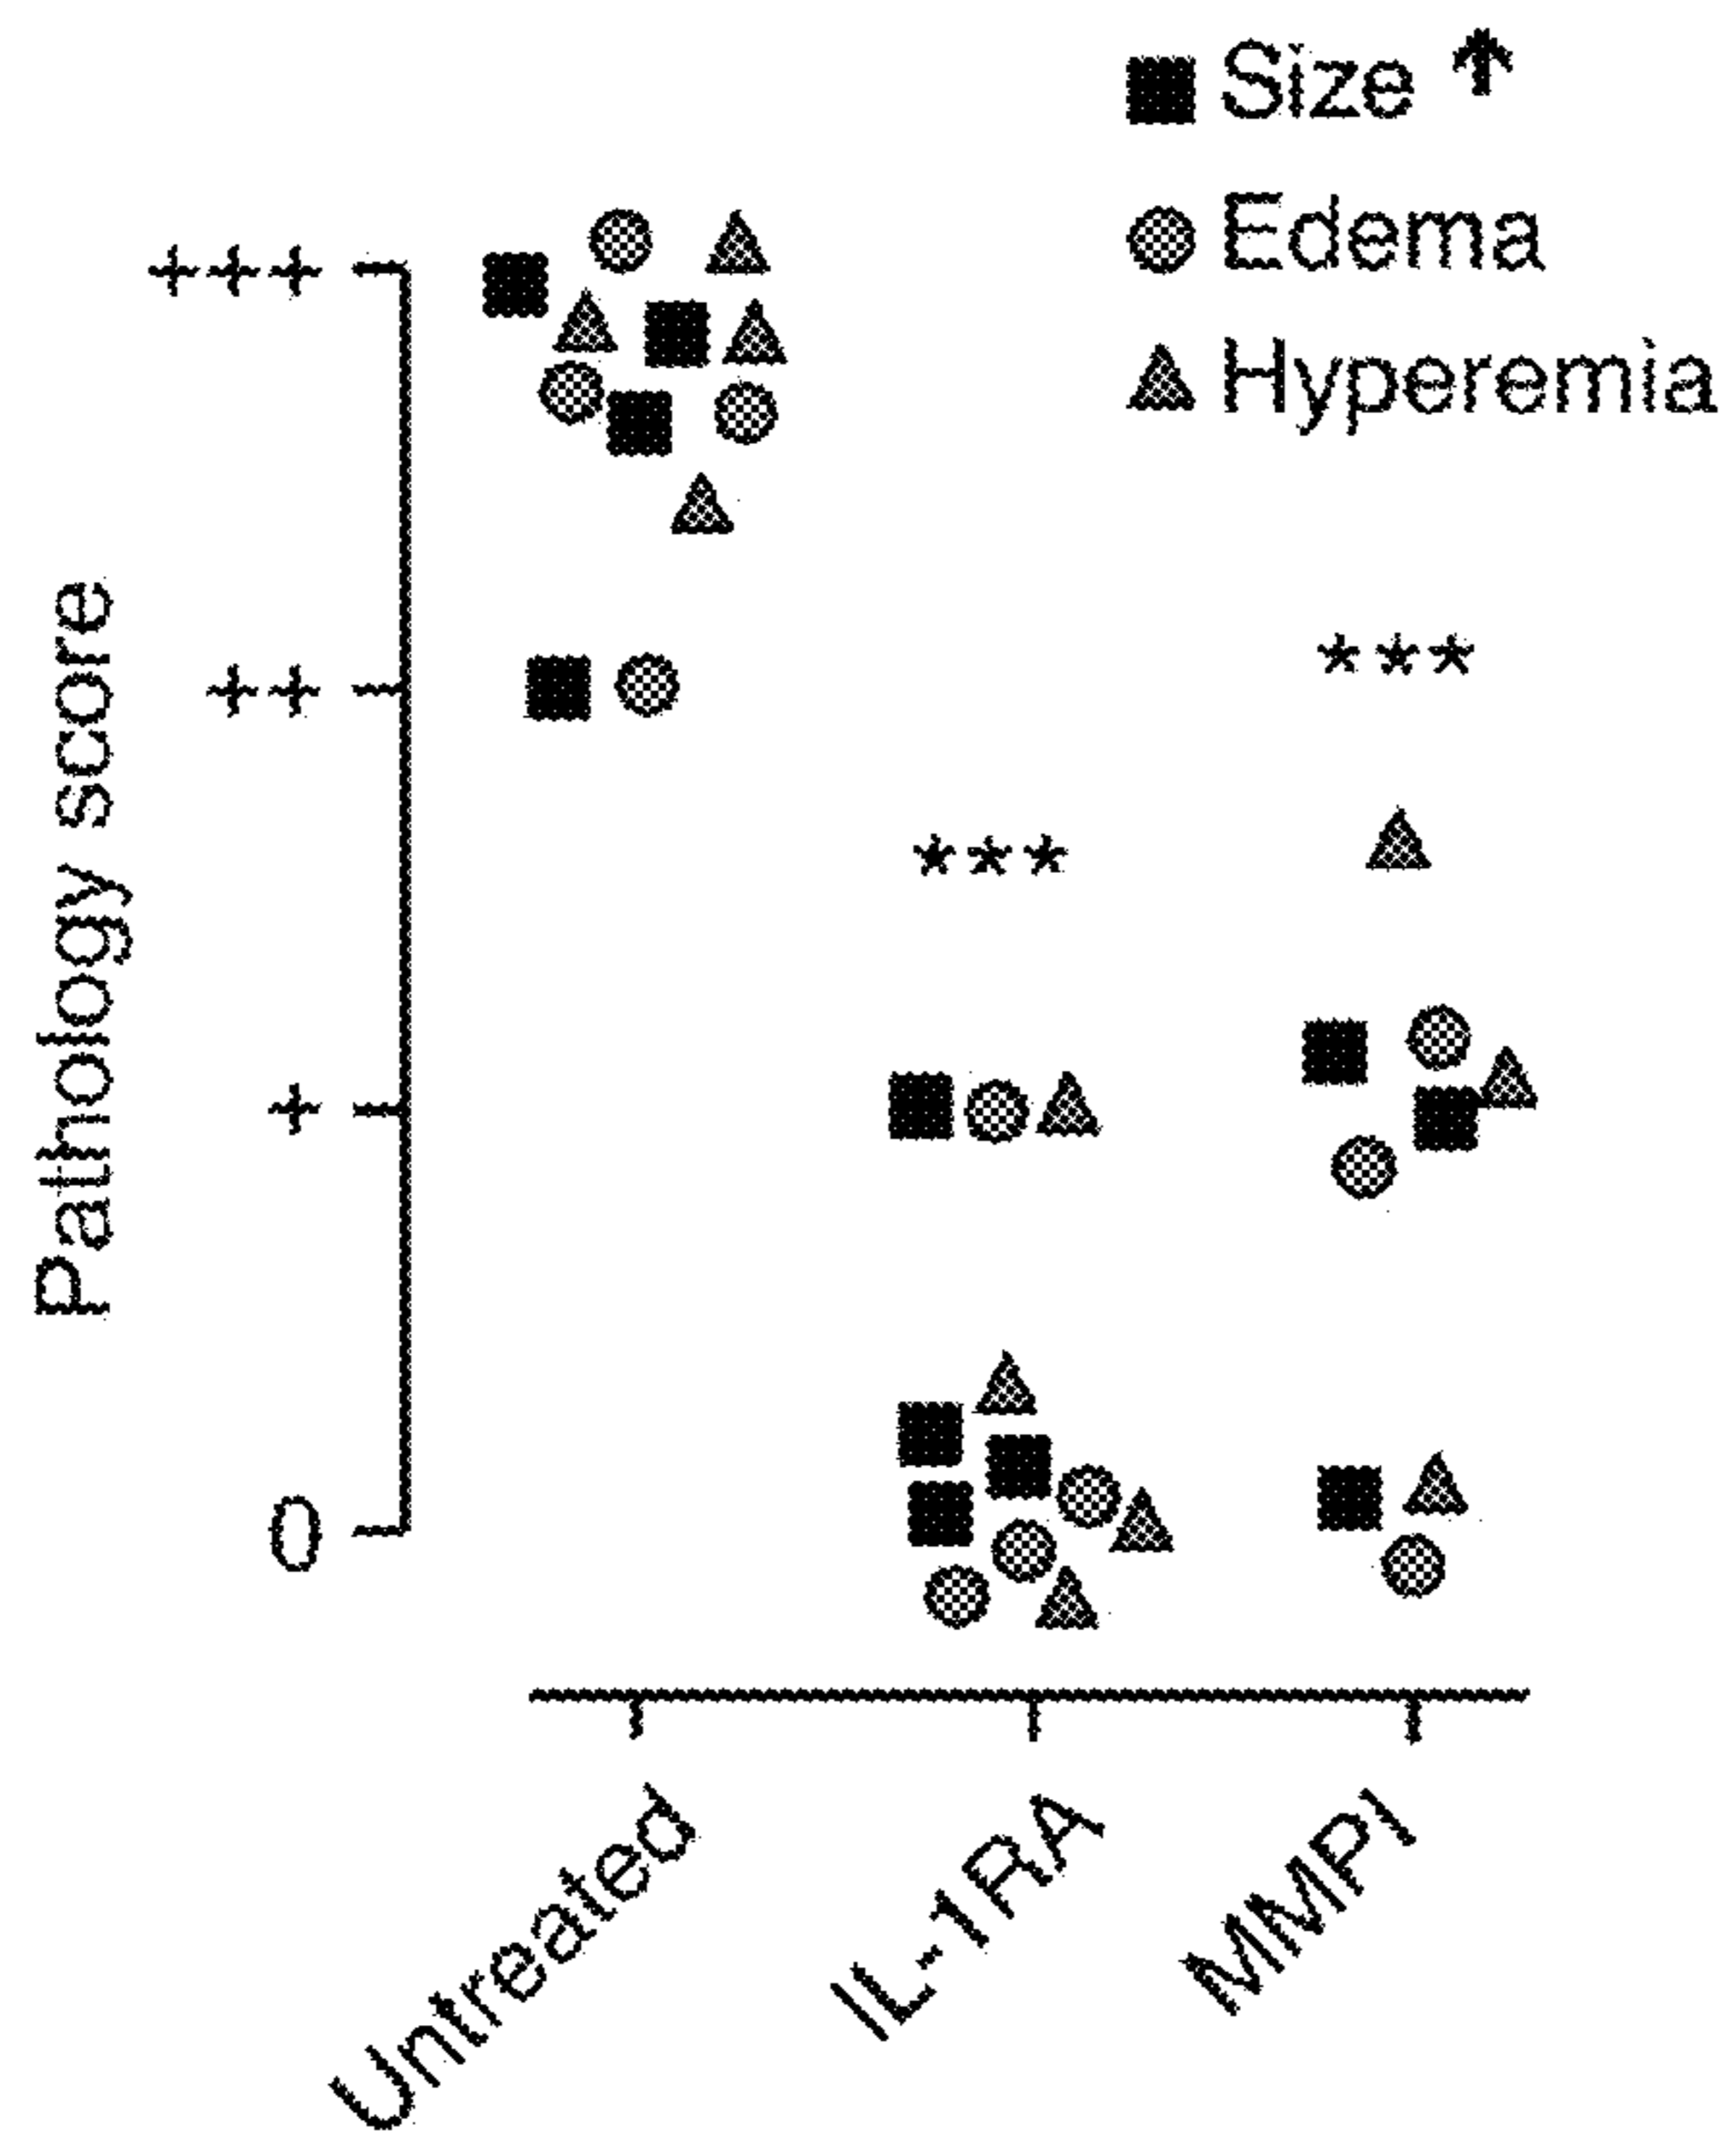 Size ↑
Edema
Hyperemia
Pathology score
+++
++
+
0
***
***
Untreated
IL-1RA
MMPI